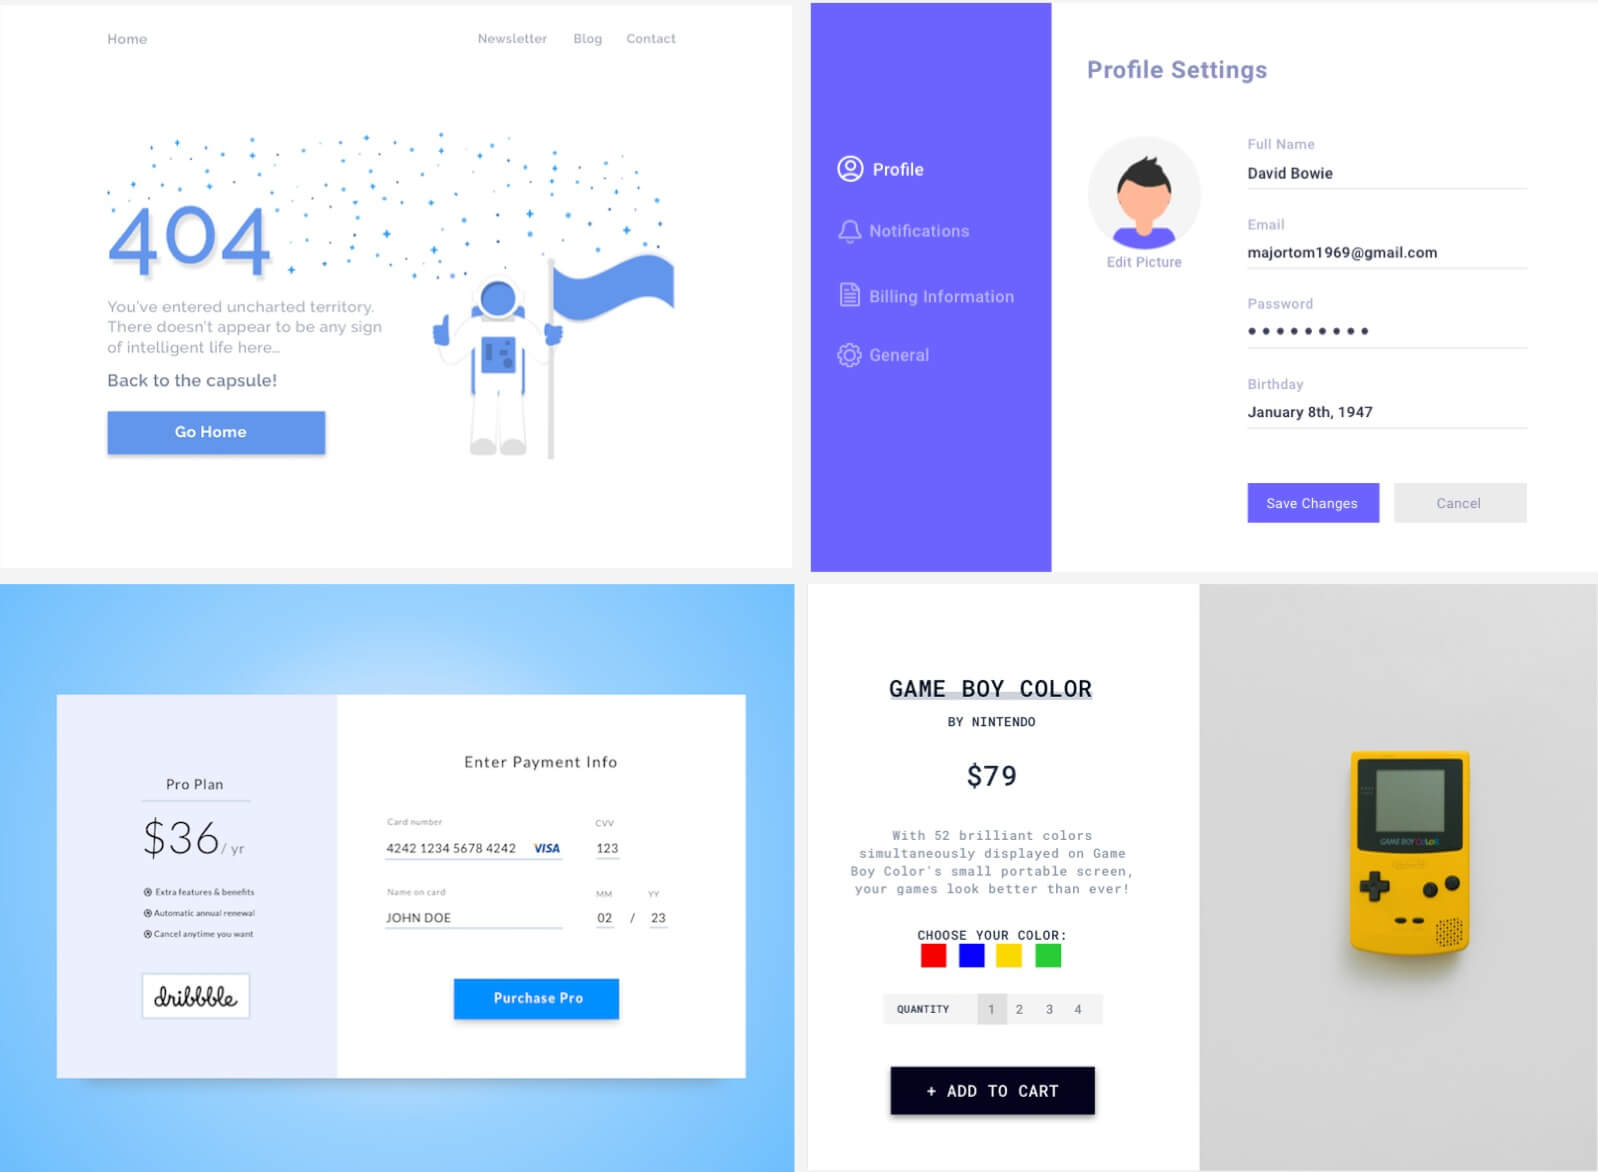 Home
Newsletter Blog Contact
404
You've entered uncharted territory.
There doesn't appear to be any sign
of intelligent life here...
Back to the capsule!
Go Home
Profile
Notifications
Billing Information
General
Profile Settings
Edit Picture
Full Name
David Bowie
Email
majortom1969@gmail.com
Password
Birthday
January 8th, 1947
Save Changes Cancel
Pro Plan
$36/ yr
Extra features & benefits
Automatic annual renewal
Cancel anytime you want
dribbble
Enter Payment Info
Card number CVV
4242 1234 5678 4242 VISA 123
Name on card MM YY
JOHN DOE 02 / 23
Purchase Pro
GAME BOY COLOR
BY NINTENDO
$79
With 52 brilliant colors
simultaneously displayed on Game
Boy Color's small portable screen,
your games look better than ever!
CHOOSE YOUR COLOR:
QUANTITY 1 2 3 4
+ ADD TO CART
GAME BOY COLOR